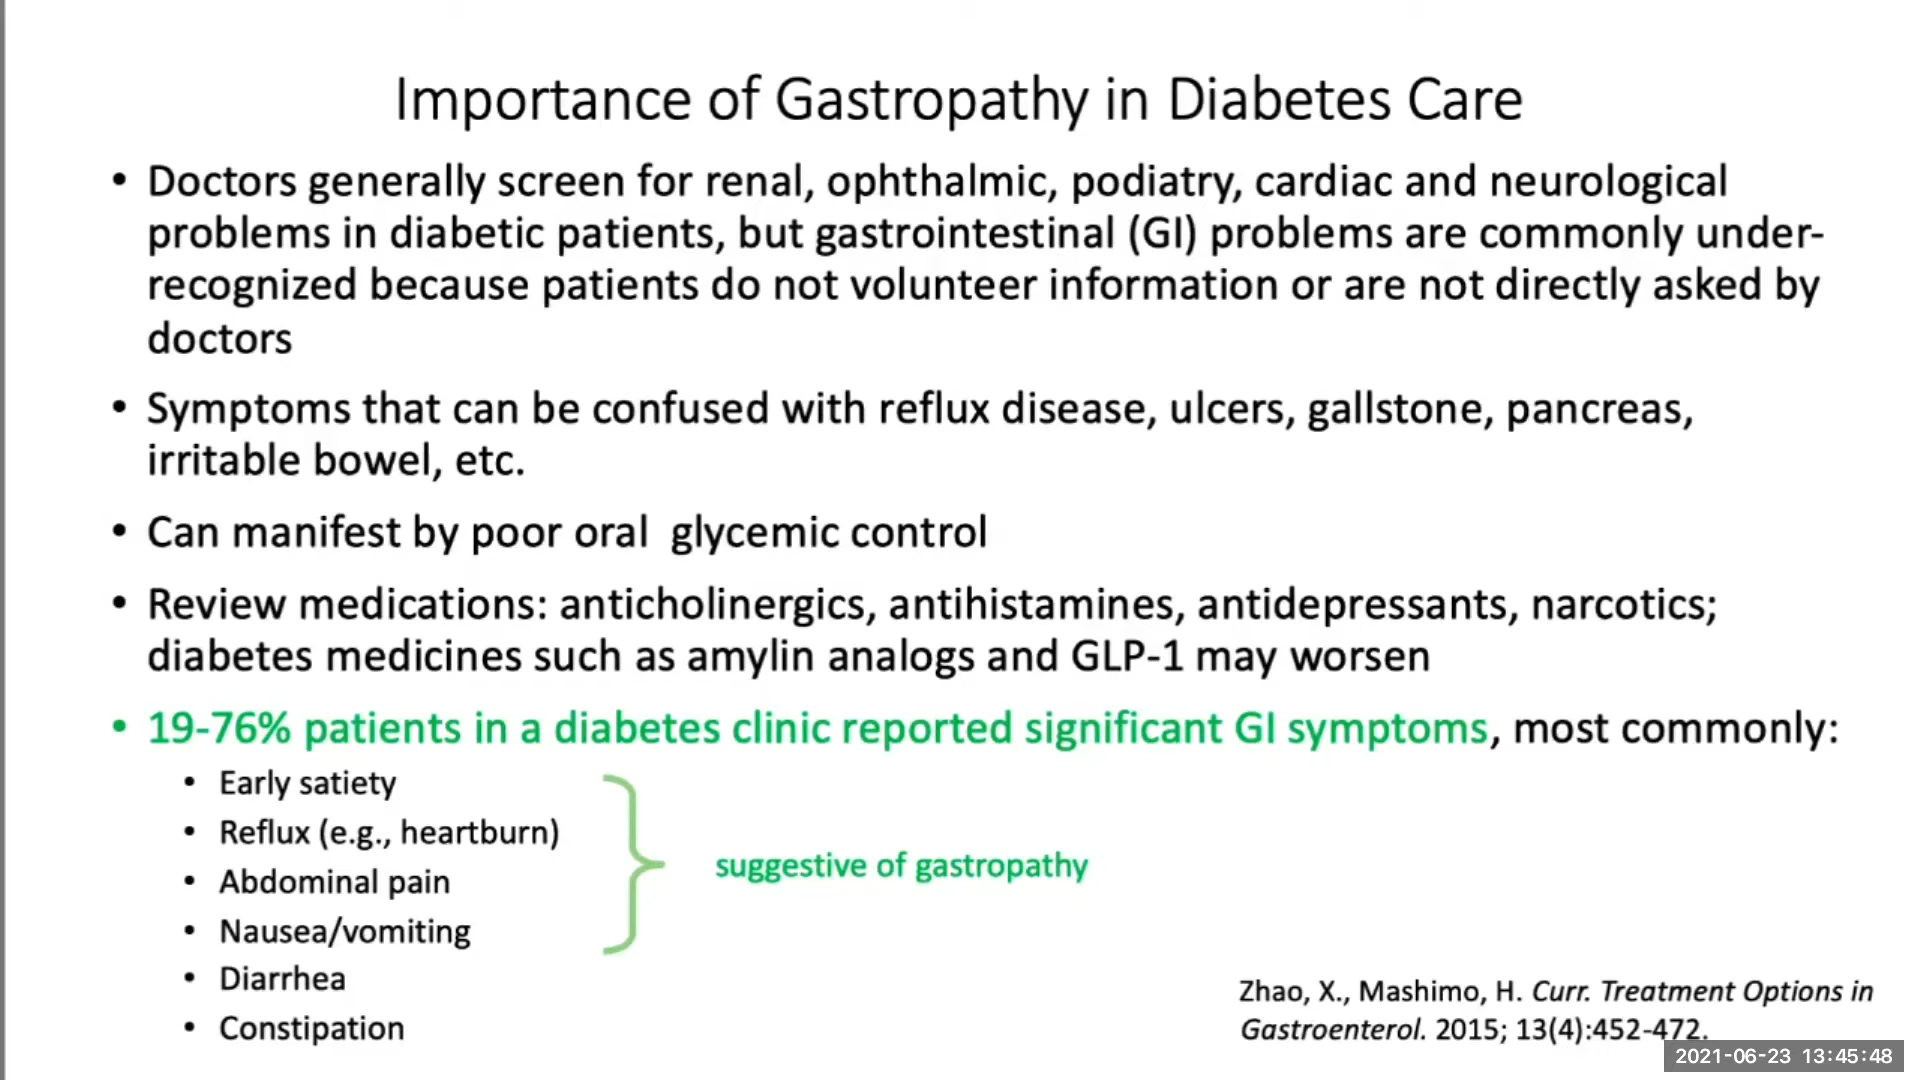 Importance of Gastropathy in Diabetes Care
• Doctors generally screen for renal, ophthalmic, podiatry, cardiac and neurological
problems in diabetic patients, but gastrointestinal (GI) problems are commonly under-
recognized because patients do not volunteer information or are not directly asked by
doctors
• Symptoms that can be confused with reflux disease, ulcers, gallstone, pancreas,
irritable bowel, etc.
• Can manifest by poor oral  glycemic control
• Review medications: anticholinergics, antihistamines, antidepressants, narcotics;
diabetes medicines such as amylin analogs and GLP-1 may worsen
• 19-76% patients in a diabetes clinic reported significant GI symptoms, most commonly:
• Early satiety
• Reflux (e.g., heartburn)
• Abdominal pain
• Nausea/vomiting
• Diarrhea
• Constipation
suggestive of gastropathy
Zhao, X., Mashimo, H. Curr. Treatment Options in
Gastroenterol. 2015; 13(4):452-472.
2021-06-23 13:45:48